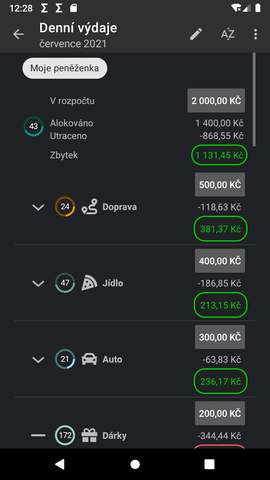 12:28
Denní výdaje
července 2021
AŽ
Moje peněženka
V rozpočtu 2 000,00 Kč
43
Alokováno 1 400,00 Kč
Utraceno -868,55 Kč
Zbytek 1 131,45 Kč
500,00 Kč
24 Doprava -118,63 Kč
381,37 Kč
400,00 Kč
47 Jídlo -186,85 Kč
213,15 Kč
300,00 Kč
21 Auto -63,83 Kč
236,17 Kč
200,00 Kč
172 Dárky -344,44 Kč